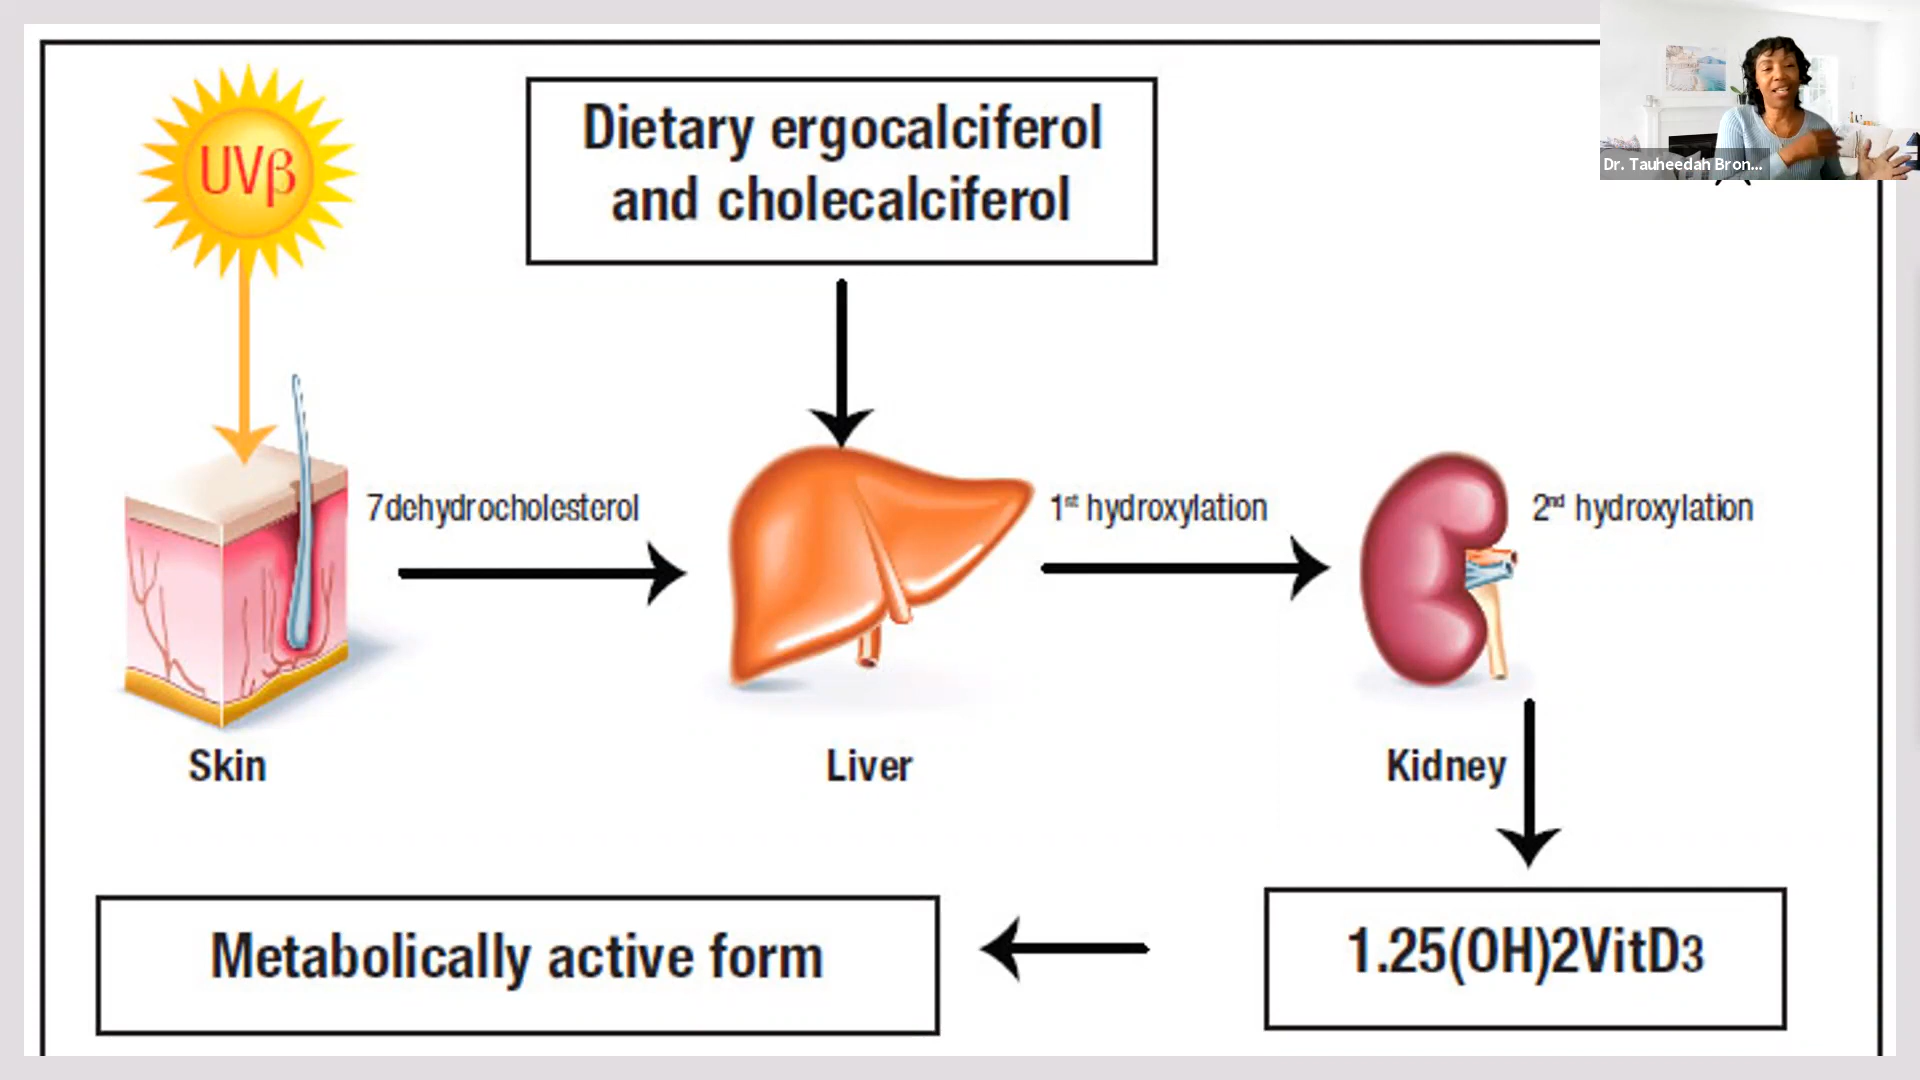 UVβ
Dietary ergocalciferol
and cholecalciferol
Dr. Tauheedah Bron...
7dehydrocholesterol
1st hydroxylation
2nd hydroxylation
Skin
Liver
Kidney
Metabolically active form
1.25(OH)2VitD3